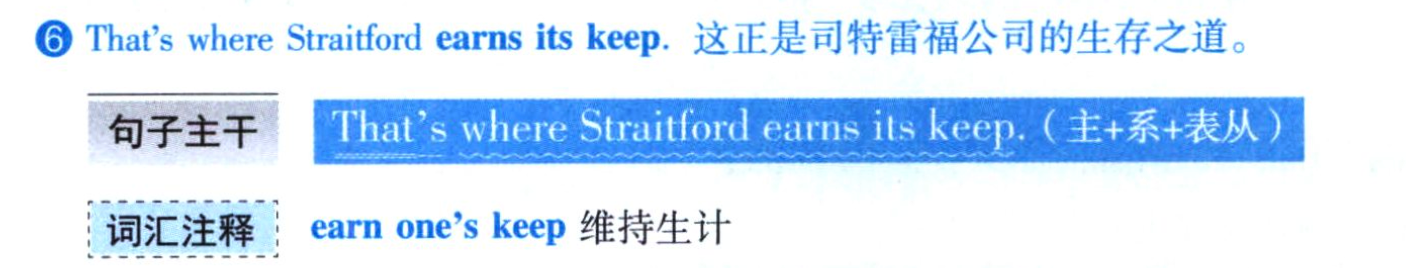 ❻ That's where Straitford earns its keep. 这正是司特雷福公司的生存之道。
句子主干 That's where Straitford earns its keep.（主+系+表从）
词汇注释 earn one's keep 维持生计